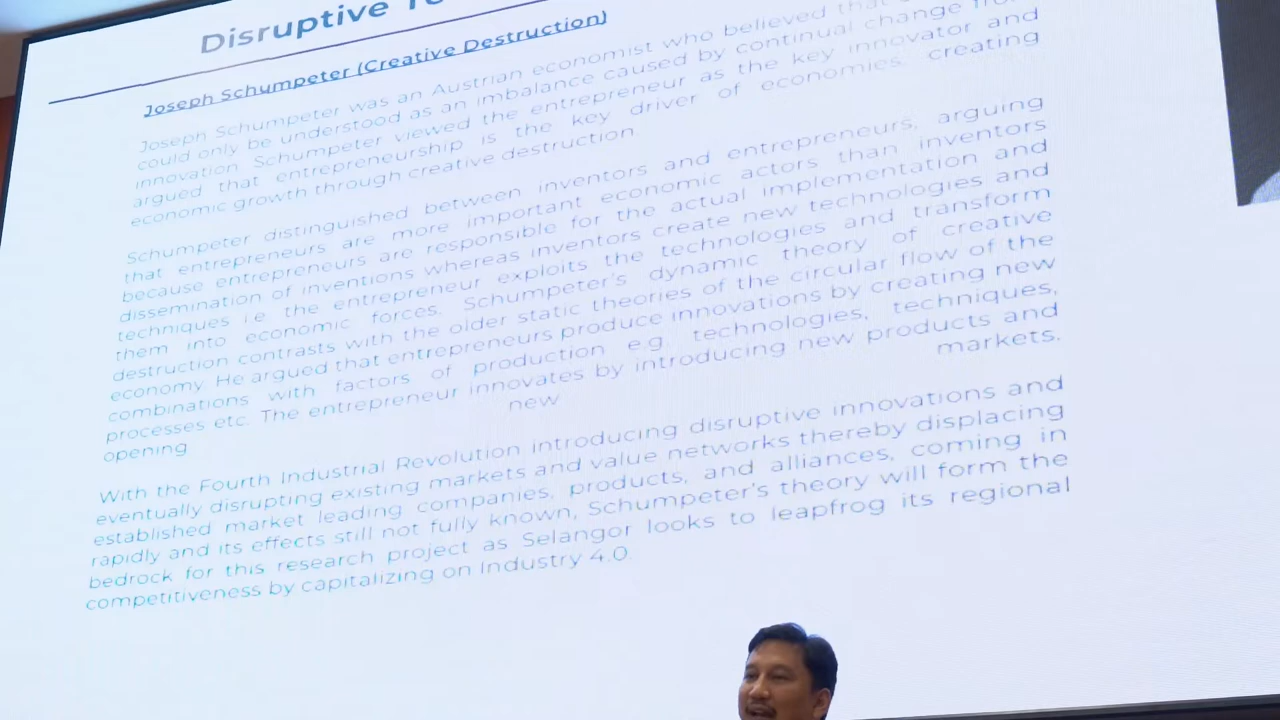 Disruptive
Joseph Schumpeter (Creative Destruction)
Joseph Schumpeter was an Austrian economist who believed that
could only be understood as an imbalance caused by continual change
innovation Schumpeter viewed the entrepreneur as the key innovator and
argued that entrepreneurship is the key driver of economies, creating
economic growth through creative destruction
Schumpeter distinguished between inventors and entrepreneurs, arguing
that entrepreneurs are more important economic actors than inventors
because entrepreneurs are responsible for the actual implementation and
dissemination of inventions whereas inventors create new technologies and
techniques i.e. the entrepreneur exploits the technologies and transform
them into economic forces. Schumpeter's dynamic theory of creative
destruction contrasts with the older static theories of the circular flow of the
economy. He argued that entrepreneurs produce innovations by creating new
combinations with factors of production e.g. technologies, techniques,
processes etc. The entrepreneur innovates by introducing new products and
opening new markets.
With the Fourth Industrial Revolution introducing disruptive innovations and
eventually disrupting existing markets and value networks thereby displacing
established market leading companies, products, and alliances, coming in
rapidly and its effects still not fully known, Schumpeter's theory will form the
bedrock for this research project as Selangor looks to leapfrog its regional
competitiveness by capitalizing on Industry 4.0